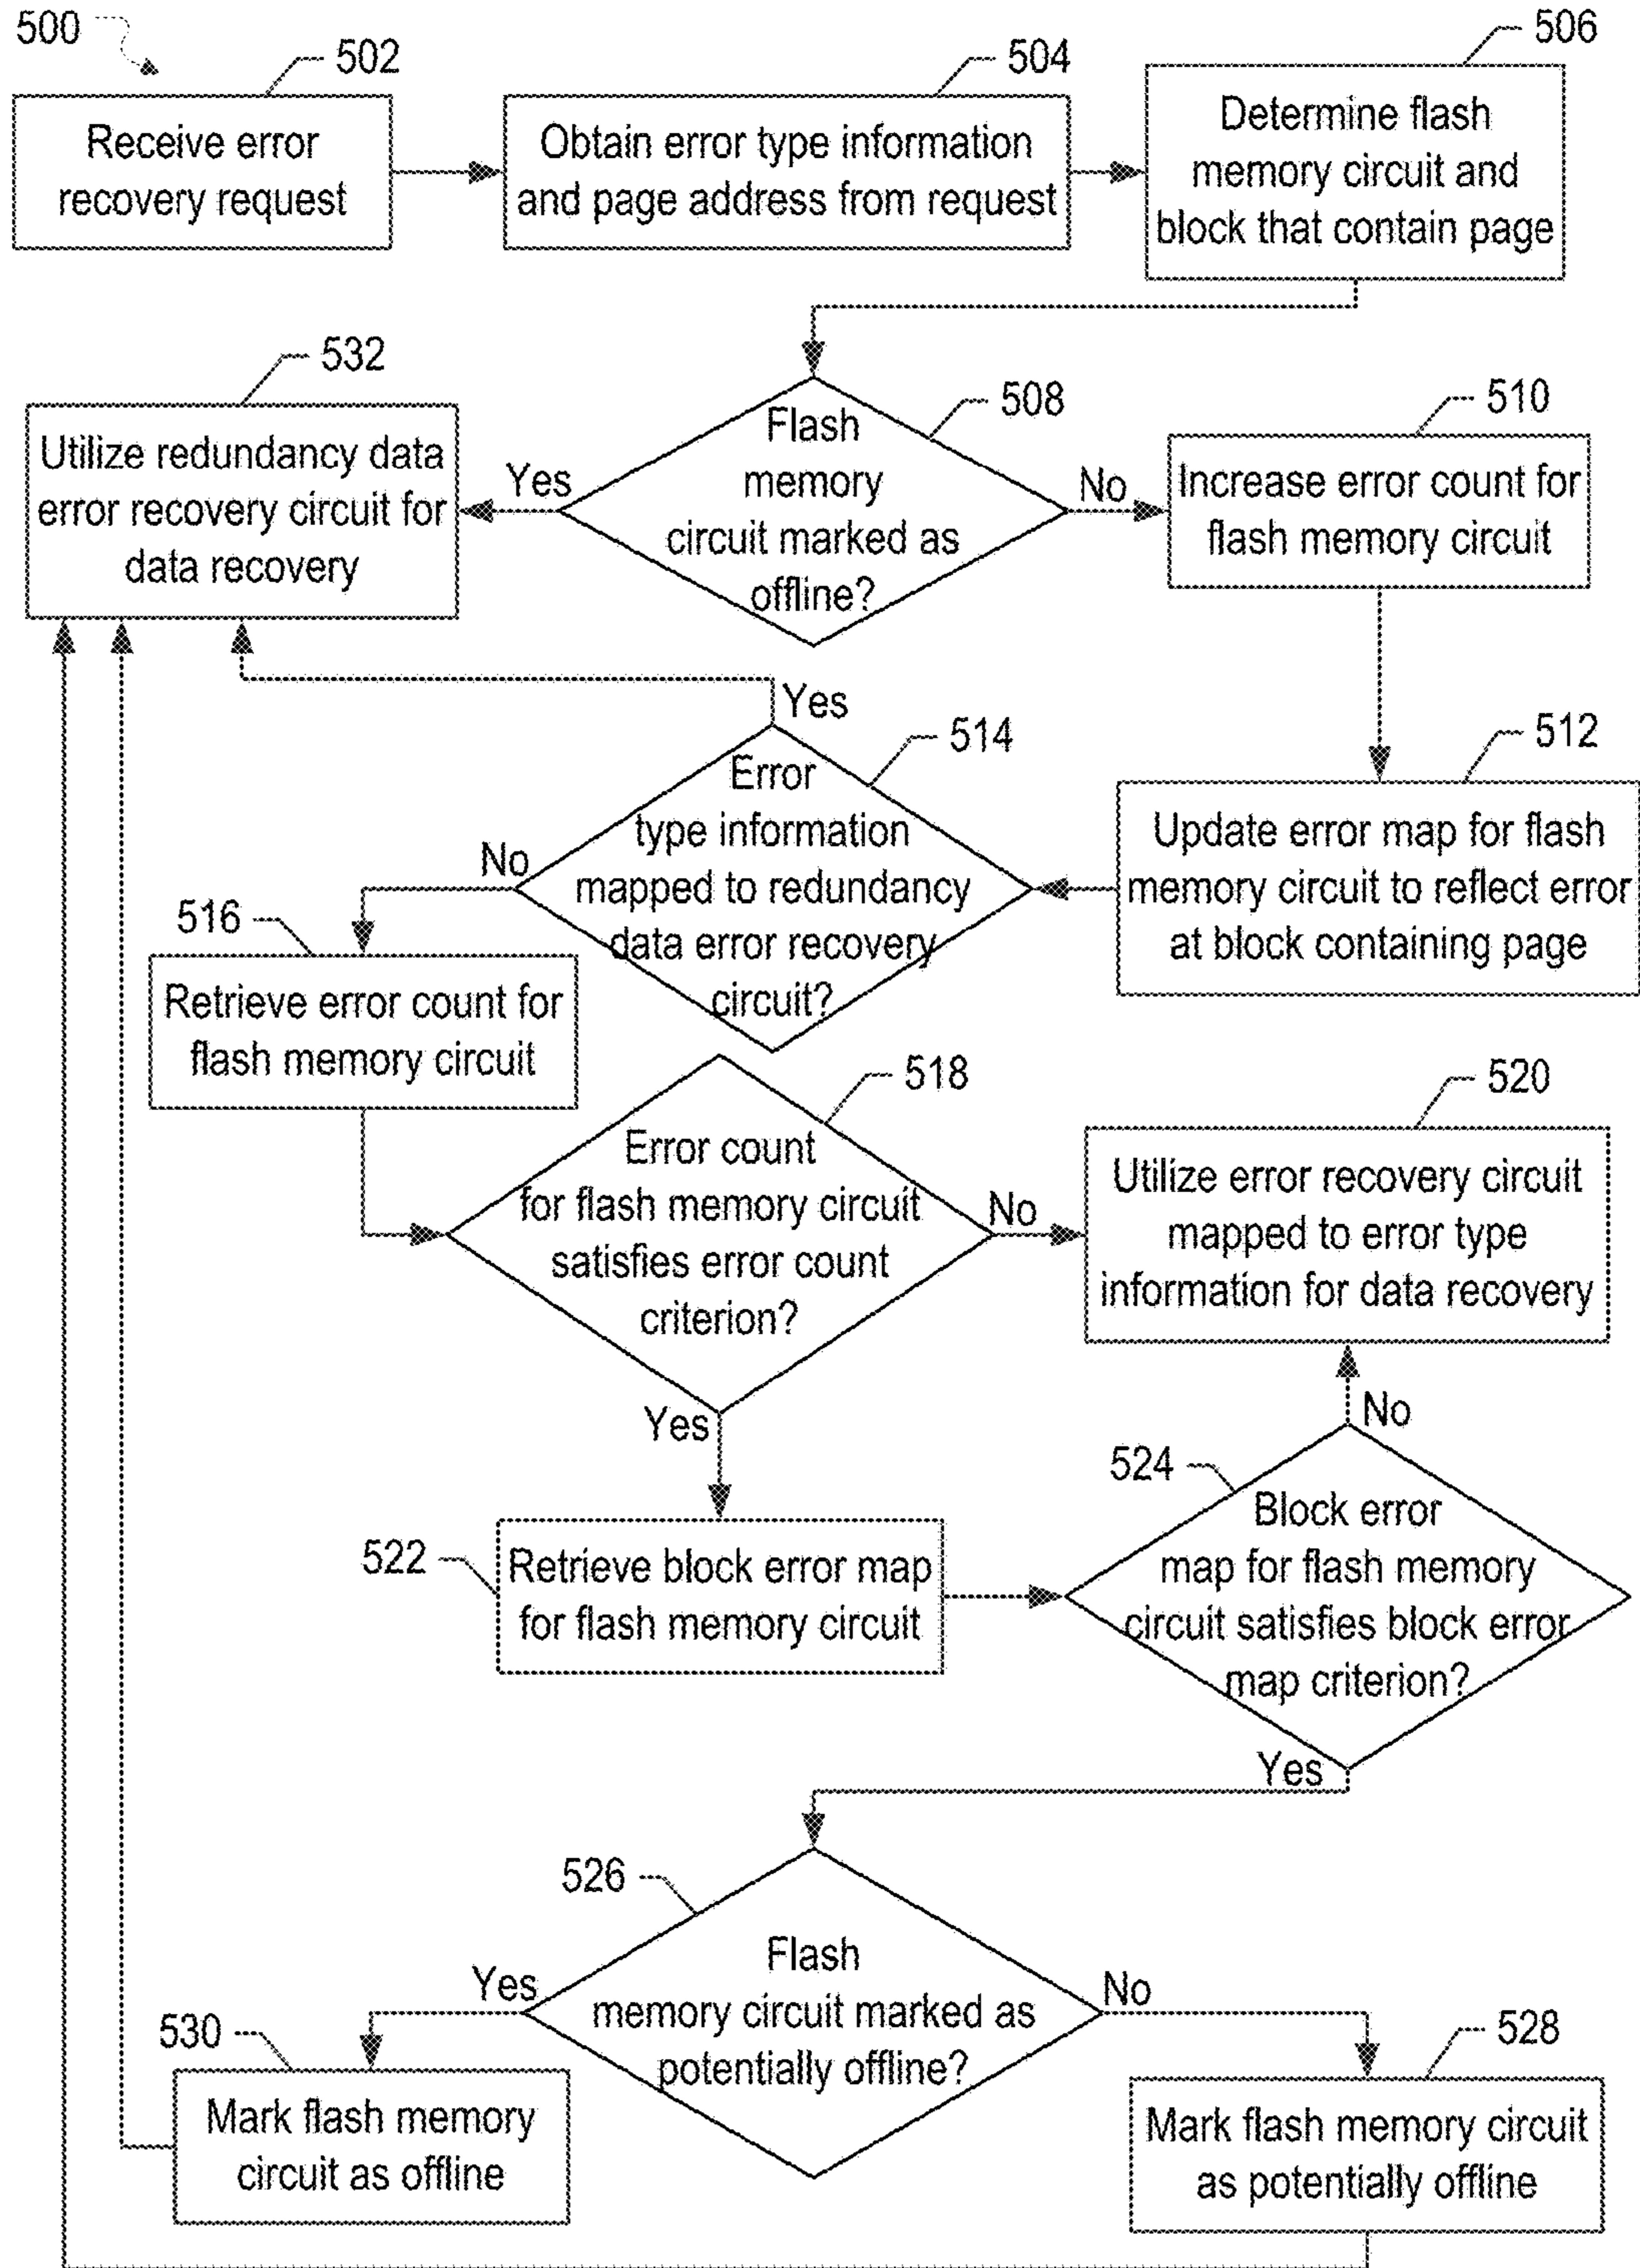 500
502
Receive error
recovery request
504
Obtain error type information
and page address from request
506
Determine flash
memory circuit and
block that contain page
532
Utilize redundancy data
error recovery circuit for
data recovery
Yes
508
Flash
memory
circuit marked as
offline?
No
510
Increase error count for
flash memory circuit
Yes
514
Error
type information
mapped to redundancy
data error recovery
circuit?
No
512
Update error map for flash
memory circuit to reflect error
at block containing page
516
Retrieve error count for
flash memory circuit
518
Error count
for flash memory circuit
satisfies error count
criterion?
No
Yes
520
Utilize error recovery circuit
mapped to error type
information for data recovery
No
522
Retrieve block error map
for flash memory circuit
524
Block error
map for flash memory
circuit satisfies block error
map criterion?
Yes
526
Flash
memory circuit marked as
potentially offline?
Yes
No
530
Mark flash memory
circuit as offline
528
Mark flash memory circuit
as potentially offline